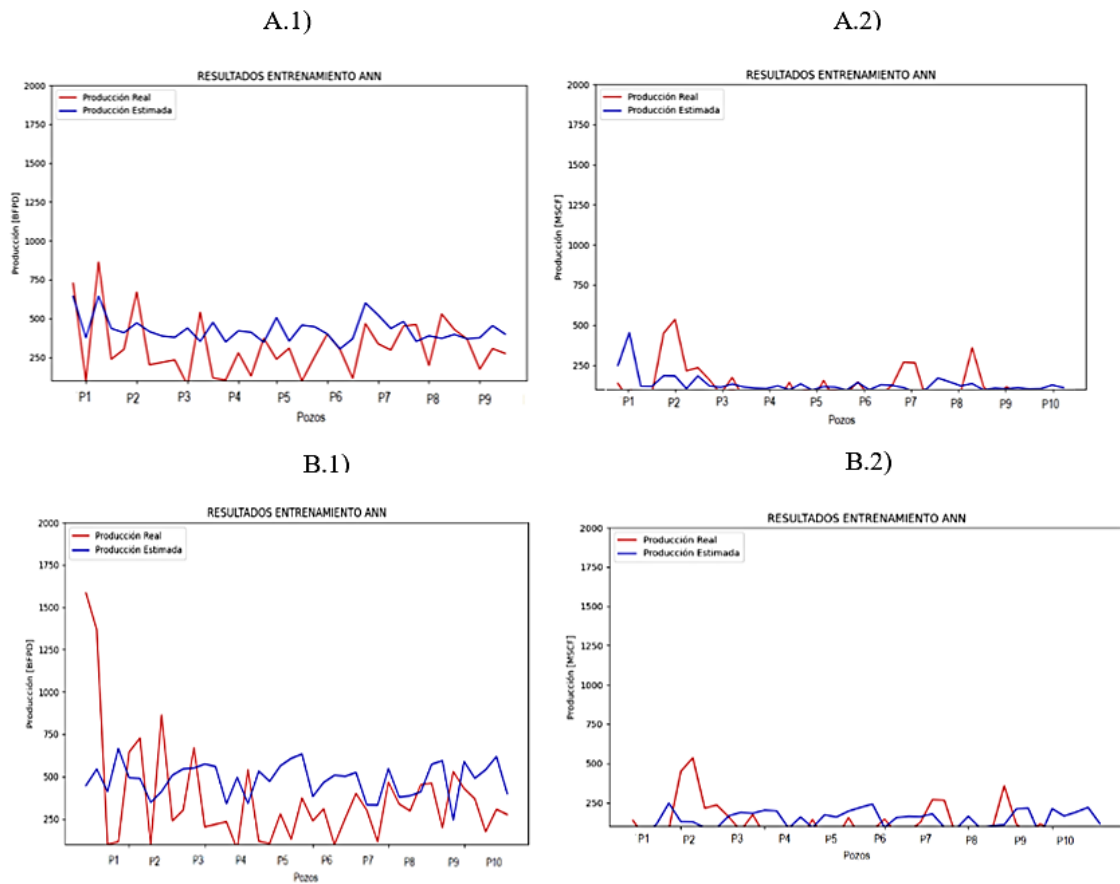 A.1)
RESULTADOS ENTRENAMIENTO ANN
Producción Real
Producción Estimada
Producción [BFPD]
2000
1750
1500
1250
1000
750
500
250
P1 P2 P3 P4 P5 P6 P7 P8 P9
Pozos
A.2)
RESULTADOS ENTRENAMIENTO ANN
Producción Real
Producción Estimada
Producción [MSCF]
2000
1750
1500
1250
1000
750
500
250
P1 P2 P3 P4 P5 P6 P7 P8 P9 P10
Pozos
B.1)
RESULTADOS ENTRENAMIENTO ANN
Producción Real
Producción Estimada
Producción [BFPD]
2000
1750
1500
1250
1000
750
500
250
P1 P2 P3 P4 P5 P6 P7 P8 P9 P10
Pozos
B.2)
RESULTADOS ENTRENAMIENTO ANN
Producción Real
Producción Estimada
Producción [MSCF]
2000
1750
1500
1250
1000
750
500
250
P1 P2 P3 P4 P5 P6 P7 P8 P9 P10
Pozos